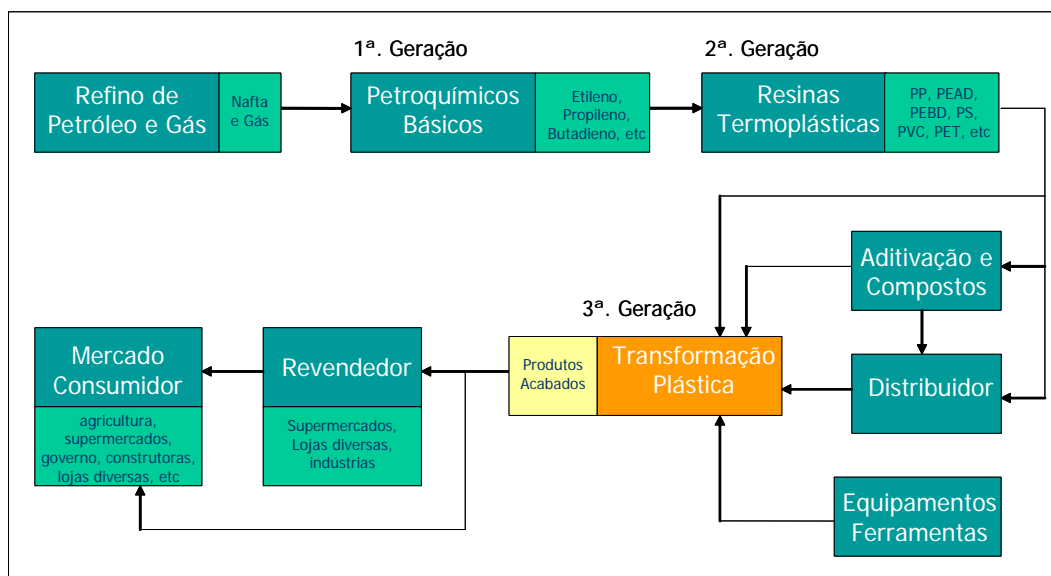 1ª. Geração
2ª. Geração
Refino de
Petróleo e Gás
Nafta
e Gás
Petroquímicos
Básicos
Etileno,
Propileno,
Butadieno, etc
Resinas
Termoplásticas
PP, PEAD,
PEBD, PS,
PVC, PET, etc
Aditivação e
Compostos
3ª. Geração
Mercado
Consumidor
agricultura,
supermercados,
governo, construtoras,
lojas diversas, etc
Revendedor
Supermercados,
Lojas diversas,
indústrias
Produtos
Acabados
Transformação
Plástica
Distribuidor
Equipamentos
Ferramentas